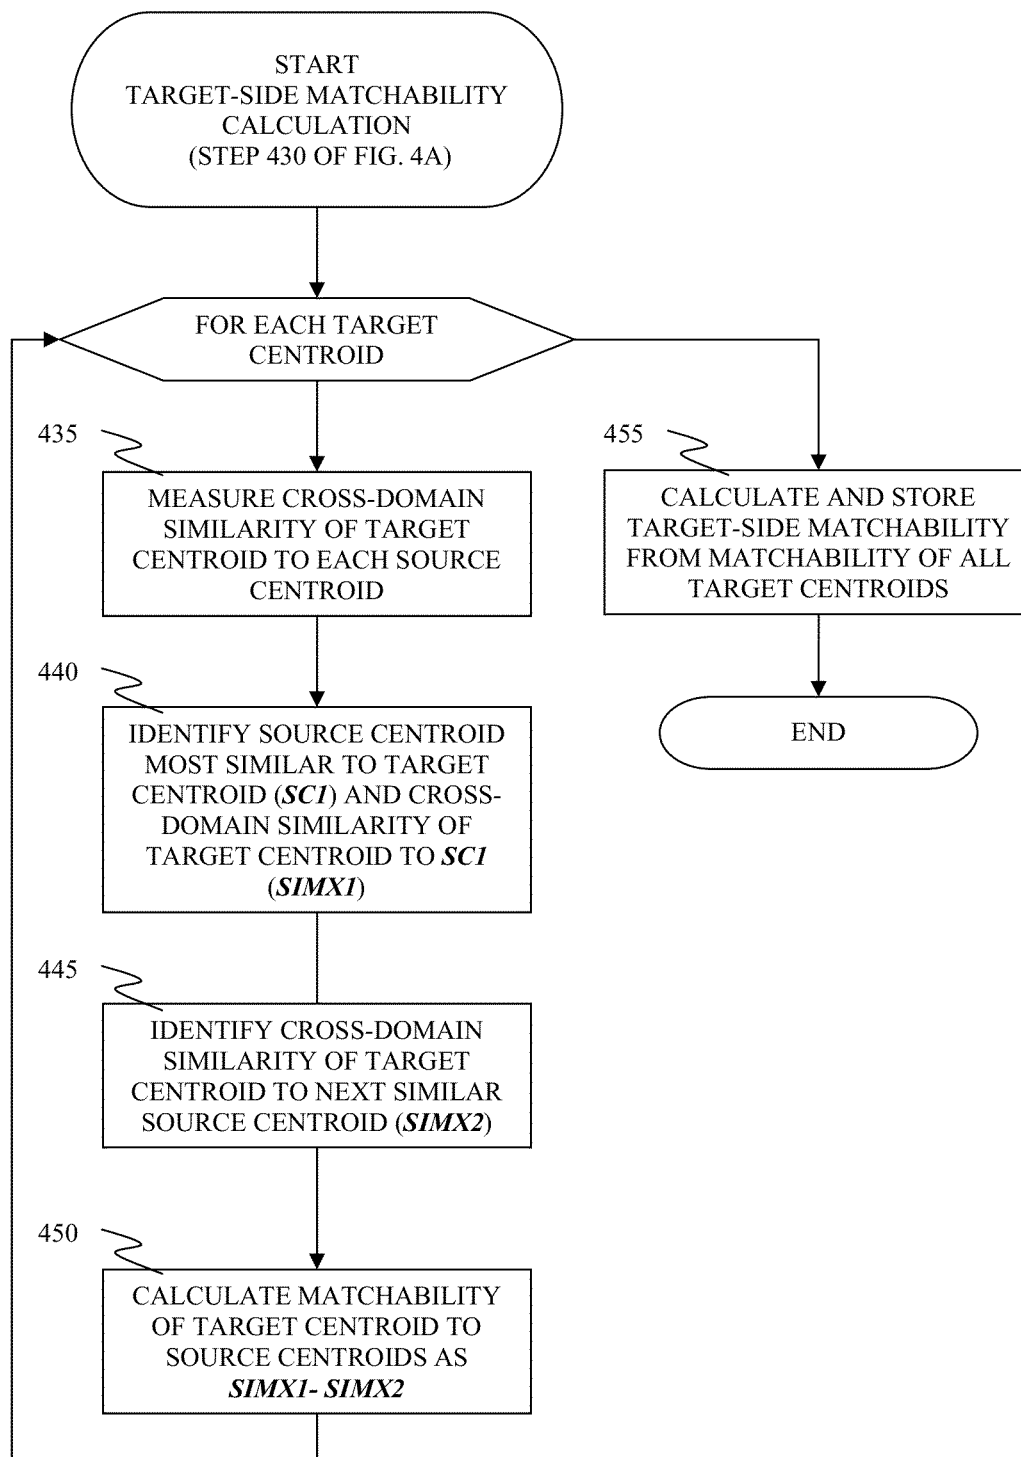 START
TARGET-SIDE MATCHABILITY
CALCULATION
(STEP 430 OF FIG. 4A)
FOR EACH TARGET
CENTROID
435
MEASURE CROSS-DOMAIN
SIMILARITY OF TARGET
CENTROID TO EACH SOURCE
CENTROID
440
IDENTIFY SOURCE CENTROID
MOST SIMILAR TO TARGET
CENTROID (SC1) AND CROSS-
DOMAIN SIMILARITY OF
TARGET CENTROID TO SC1
(SIMX1)
445
IDENTIFY CROSS-DOMAIN
SIMILARITY OF TARGET
CENTROID TO NEXT SIMILAR
SOURCE CENTROID (SIMX2)
450
CALCULATE MATCHABILITY
OF TARGET CENTROID TO
SOURCE CENTROIDS AS
SIMX1- SIMX2
455
CALCULATE AND STORE
TARGET-SIDE MATCHABILITY
FROM MATCHABILITY OF ALL
TARGET CENTROIDS
END